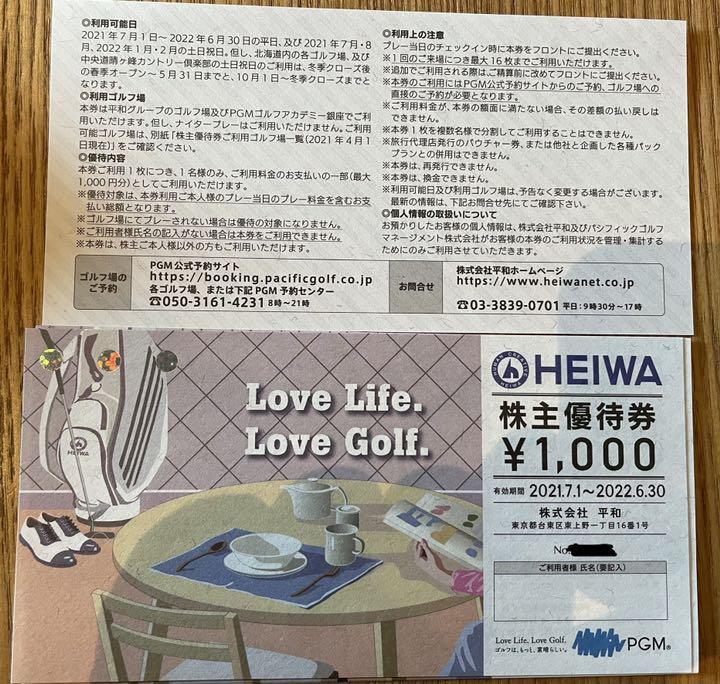 ◎利用可能日
2021年7月1日～2022年6月30日の平日、及び2021年7月・8
月、2022年1月・2月の土日祝日。但し、北海道内の各ゴルフ場、及び
中央道晴ヶ峰カントリー倶楽部の土日祝日のご利用は、冬季クローズ後
の春季オープン～5月31日までと、10月1日～冬季クローズまでと
なります。
◎利用ゴルフ場
本券は平和グループのゴルフ場及びPGMゴルフアカデミー銀座でご利
用いただけます。但し、ナイタープレーはご利用いただけません。ご利用
可能ゴルフ場は、別紙「株主優待券ご利用ゴルフ場一覧(2021年4月1
日現在)」をご確認ください。
◎優待内容
本券ご利用1枚につき、1名様のみ、ご利用料金のお支払いの一部(最大
1,000円分)としてご利用いただけます。
※優待対象は、本券利用ご本人様のプレー当日のプレー料金を含むお支
払い総額となります。
※ゴルフ場にてプレーされない場合は優待の対象になりません。
※ご利用者様氏名の記入がない場合は本券をご利用できません。
※本券は、株主ご本人様以外の方もご利用いただけます。
◎利用上の注意
プレー当日のチェックイン時に本券をフロントにご提出ください。
※1回のご来場につき最大16枚までご利用いただけます。
※追加でご利用される際は、ご精算前に改めてフロントにご提出ください。
※本券のご利用にはPGM公式予約サイトからのご予約、ゴルフ場への
直接のご予約が必要となります。
※ご利用料金が、本券の額面に満たない場合、その差額の払い戻しは
できません。
※本券1枚を複数名様で分割してご利用することはできません。
※旅行代理店発行のバウチャー券、または他社と企画した各種パック
プランとの併用はできません。
※本券は、再発行できません。
※本券は、換金できません。
※利用可能日及び利用ゴルフ場は、予告なく変更する場合がございます。
最新の情報は、下記お問合せ先にてご確認下さい。
◎個人情報の取扱いについて
お預かりしたお客様の個人情報は、株式会社平和及びパシフィックゴルフ
マネージメント株式会社がお客様の本券のご利用状況を管理・集計する
ためにのみご利用させていただきます。
ゴルフ場の
ご予約
PGM公式予約サイト
https://booking.pacificgolf.co.jp
各ゴルフ場、または下記PGM予約センター
☎050-3161-4231 8時～21時
お問合せ
株式会社平和ホームページ
https://www.heiwanet.co.jp
☎03-3839-0701 平日:9時30分～17時
Love Life.
Love Golf.
HEIWA
HUMAN CREATIVE
HEIWA
HEIWA
株主優待券
¥1,000
有効期間 2021.7.1～2022.6.30
株式会社 平和
東京都台東区東上野一丁目16番1号
No
ご利用者様 氏名(要記入)
Love Life. Love Golf.
ゴルフは、もっと、素晴らしい。
PGM®